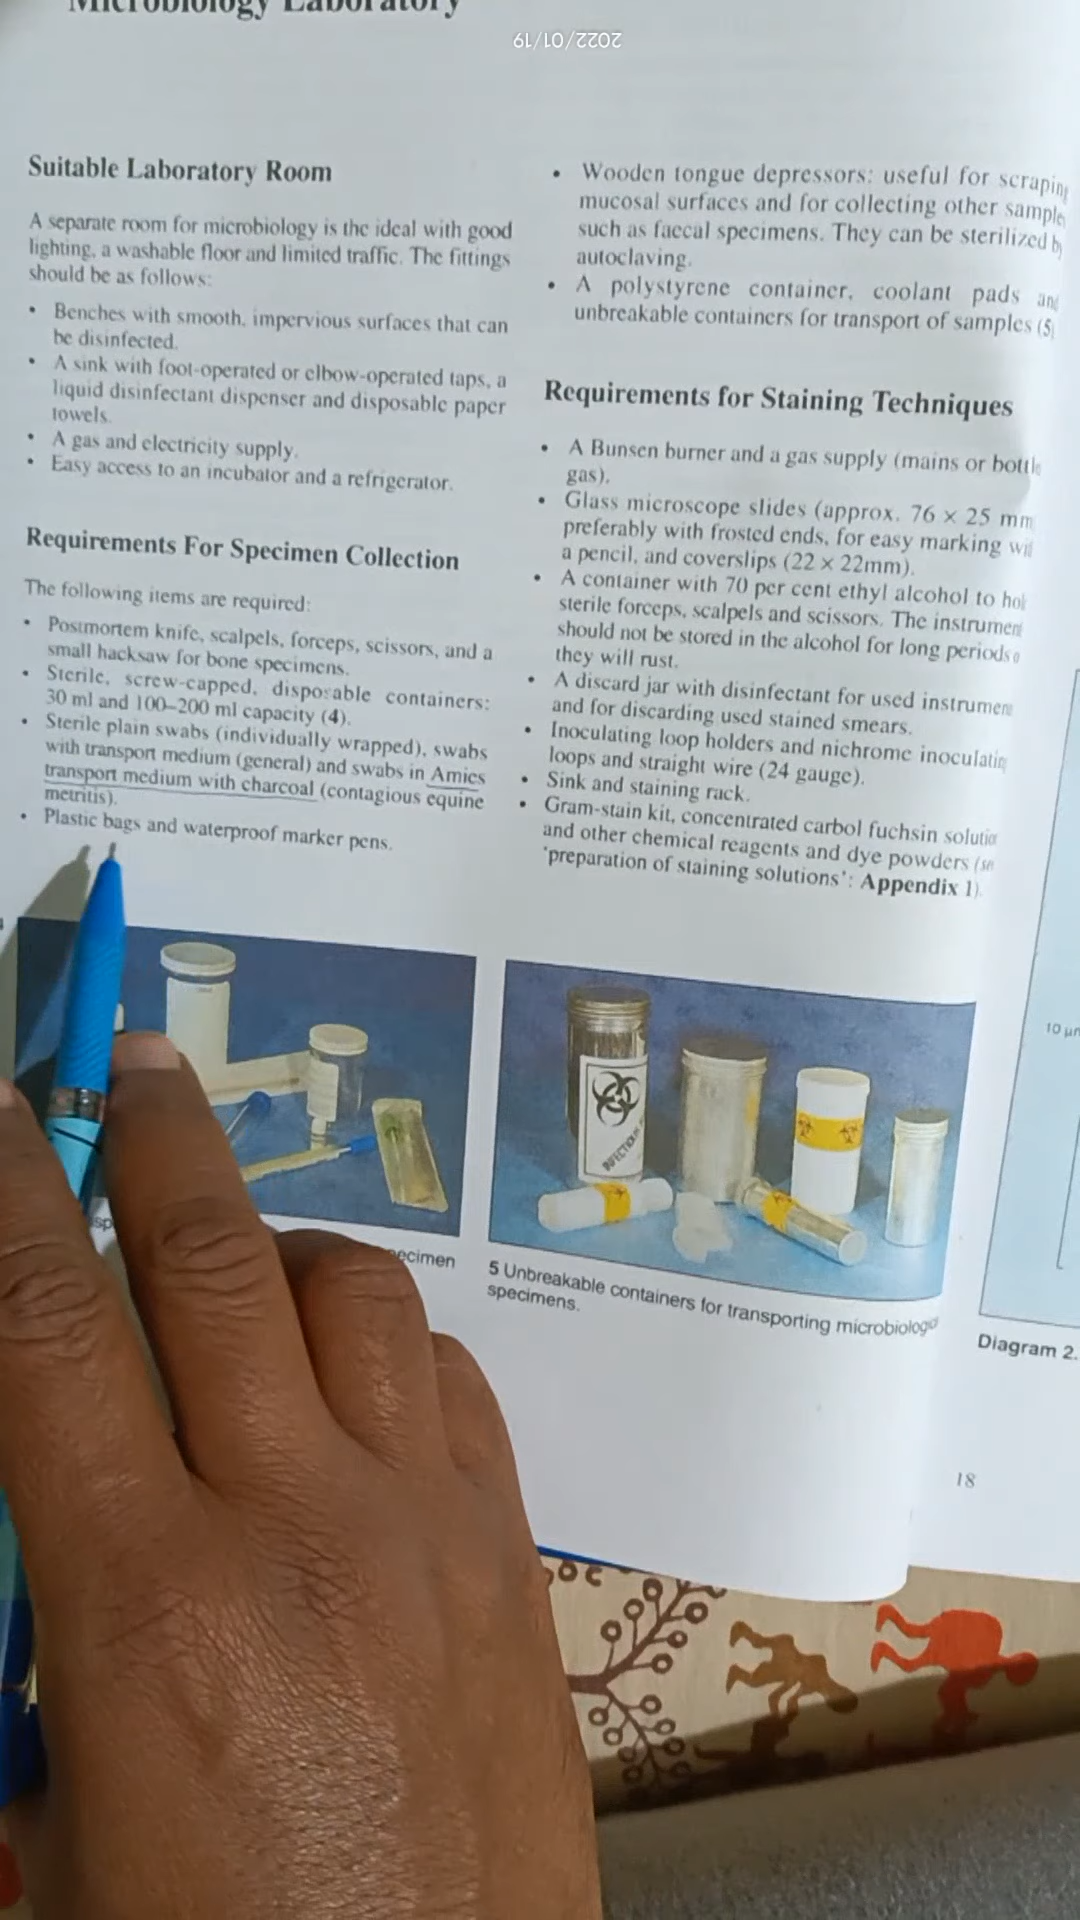 Microbiology Laboratory
2022/01/19
Suitable Laboratory Room
A separate room for microbiology is the ideal with good
lighting, a washable floor and limited traffic. The fittings
should be as follows:
• Benches with smooth, impervious surfaces that can
be disinfected.
• A sink with foot-operated or elbow-operated taps, a
liquid disinfectant dispenser and disposable paper
towels.
• A gas and electricity supply.
• Easy access to an incubator and a refrigerator.
Requirements For Specimen Collection
The following items are required:
• Postmortem knife, scalpels, forceps, scissors, and a
small hacksaw for bone specimens.
• Sterile, screw-capped, disposable containers:
30 ml and 100–200 ml capacity (4).
• Sterile plain swabs (individually wrapped), swabs
with transport medium (general) and swabs in Amies
transport medium with charcoal (contagious equine
metritis).
• Plastic bags and waterproof marker pens.
ecimen
• Wooden tongue depressors: useful for scraping
mucosal surfaces and for collecting other sample
such as faecal specimens. They can be sterilized b
autoclaving.
• A polystyrene container, coolant pads and
unbreakable containers for transport of samples (5
Requirements for Staining Techniques
• A Bunsen burner and a gas supply (mains or bottle
gas).
• Glass microscope slides (approx. 76 × 25 mm
preferably with frosted ends, for easy marking wi
a pencil, and coverslips (22 × 22mm).
• A container with 70 per cent ethyl alcohol to hol
sterile forceps, scalpels and scissors. The instrument
should not be stored in the alcohol for long periods o
they will rust.
• A discard jar with disinfectant for used instrument
and for discarding used stained smears.
• Inoculating loop holders and nichrome inoculating
loops and straight wire (24 gauge).
• Sink and staining rack.
• Gram-stain kit, concentrated carbol fuchsin solutio
and other chemical reagents and dye powders (se
'preparation of staining solutions': Appendix 1).
5 Unbreakable containers for transporting microbiologi
specimens.
18
10 µm
Diagram 2.